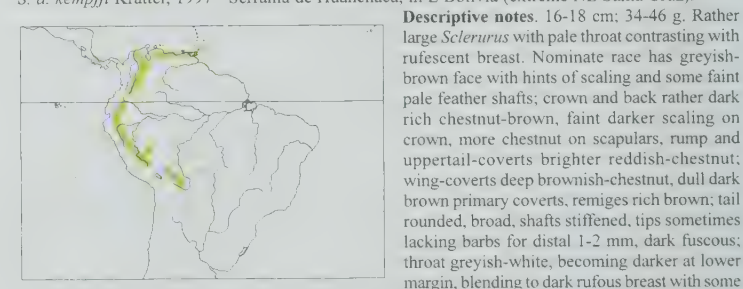 S. a. kempffi Kratter, 1997 - Serranía de Huanchaca, in E Bolivia (extreme NE Santa Cruz).
Descriptive notes. 16-18 cm; 34-46 g. Rather
large Sclerurus with pale throat contrasting with
rufescent breast. Nominate race has greyish-
brown face with hints of scaling and some faint
pale feather shafts; crown and back rather dark
rich chestnut-brown, faint darker scaling on
crown, more chestnut on scapulars, rump and
uppertail-coverts brighter reddish-chestnut;
wing-coverts deep brownish-chestnut, dull dark
brown primary coverts, remiges rich brown; tail
rounded, broad, shafts stiffened, tips sometimes
lacking barbs for distal 1-2 mm, dark fuscous;
throat greyish-white, becoming darker at lower
margin, blending to dark rufous breast with some